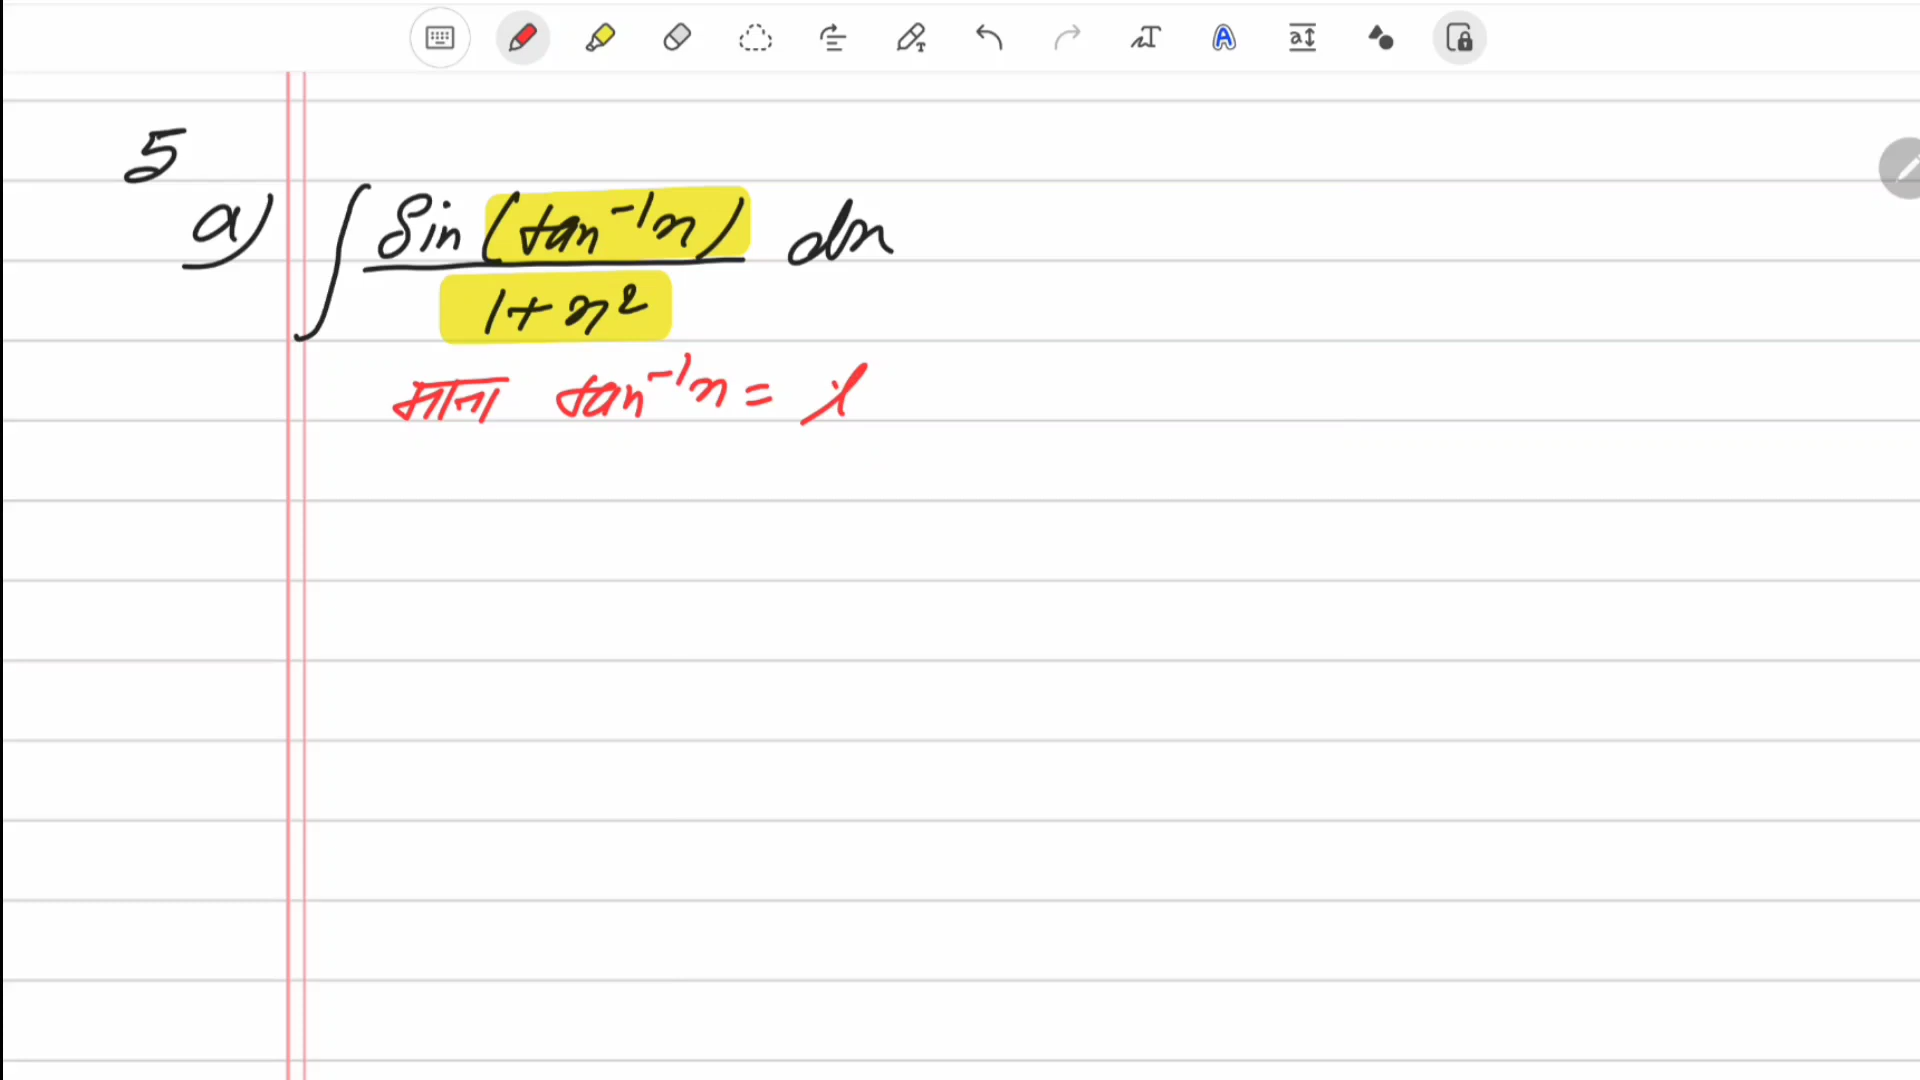 5
a) ∫ Sin (tan⁻¹x) / 1 + x² dx
माना tan⁻¹x = t